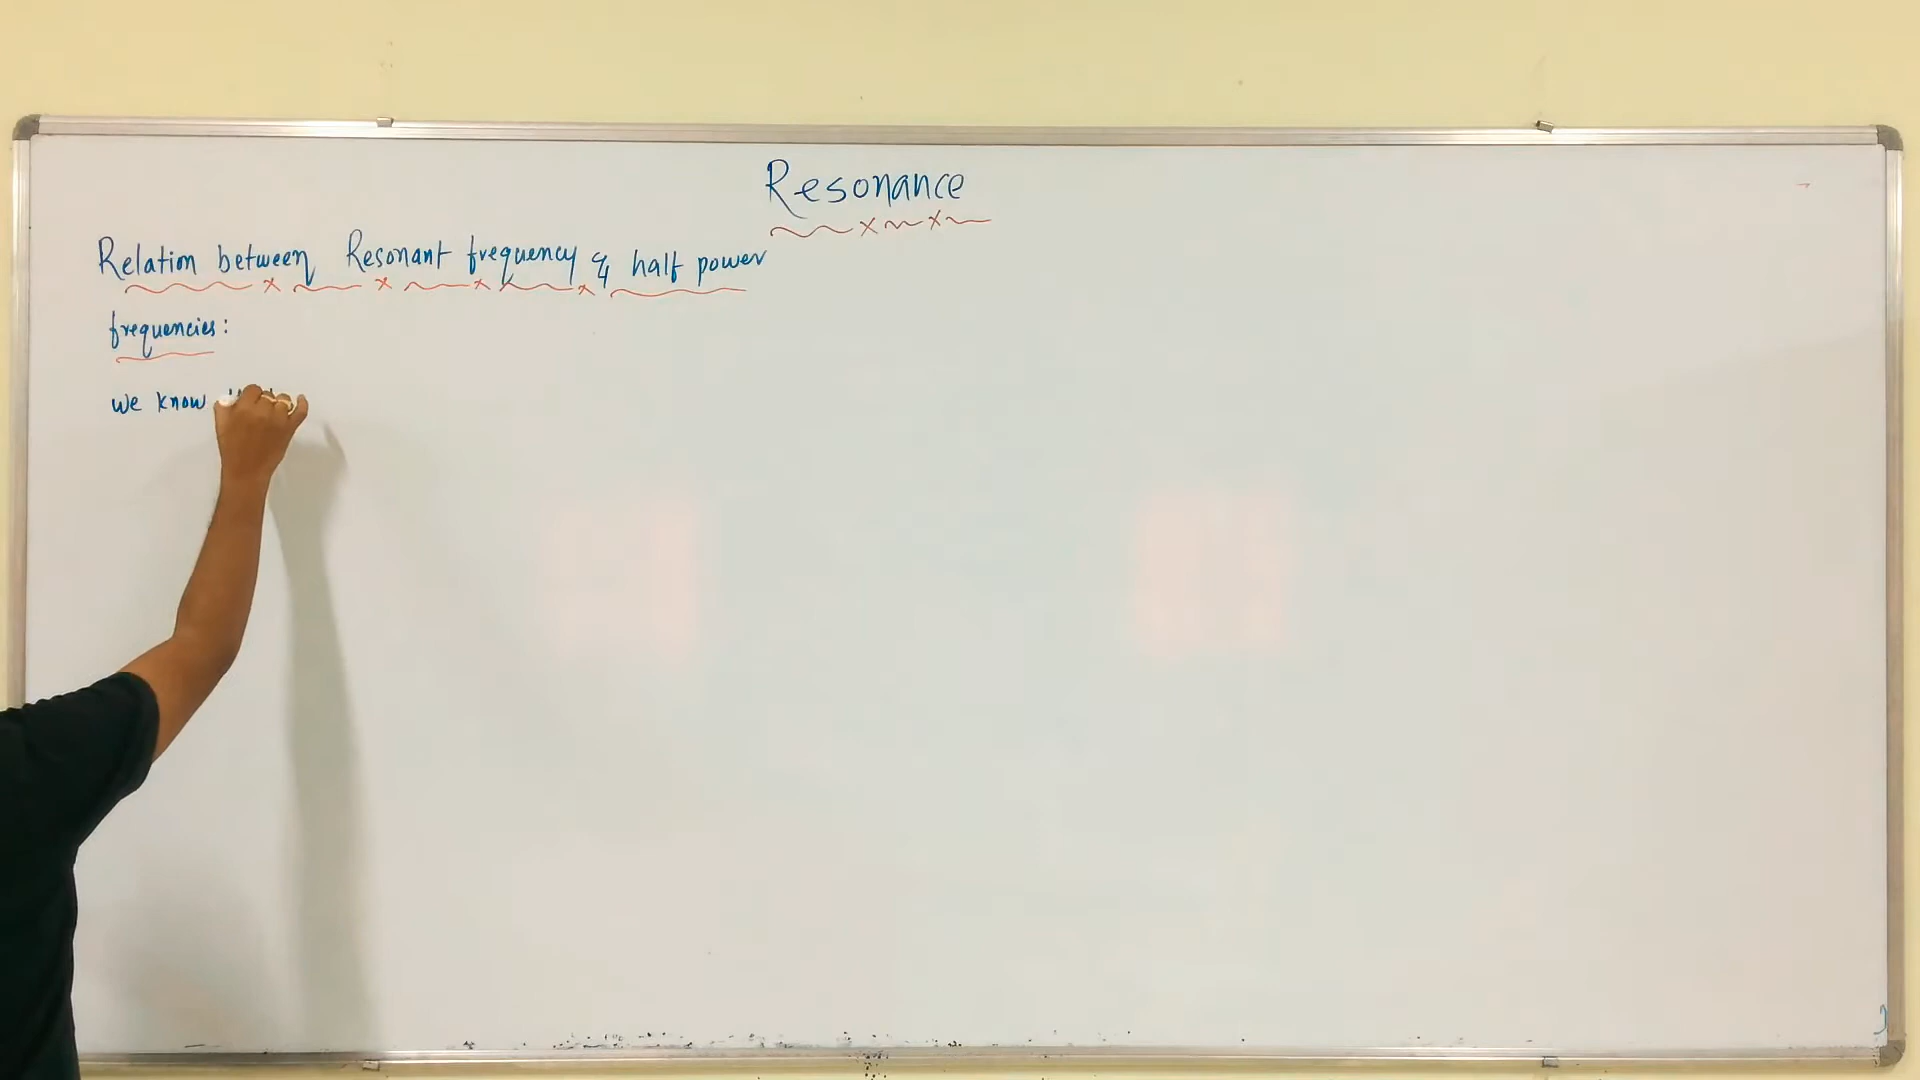 Resonance
Relation between Resonant frequency & half power
frequencies:
we know